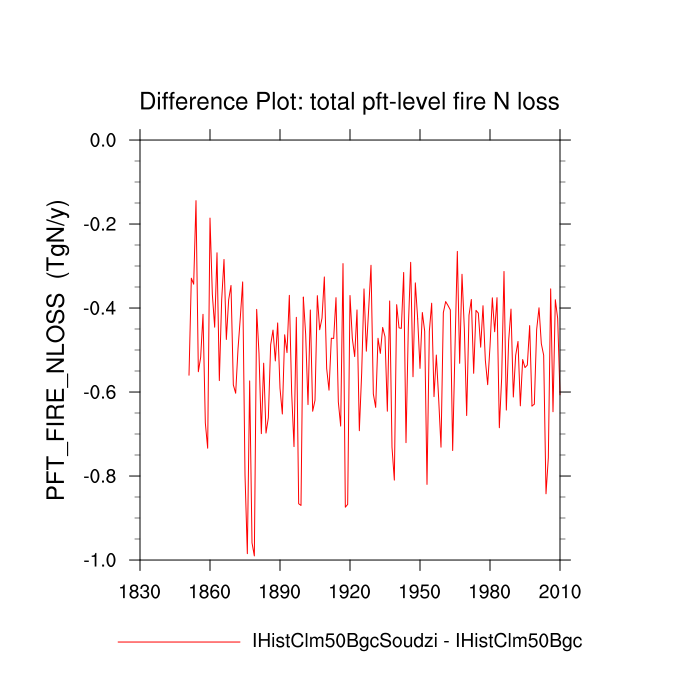 Difference Plot: total pft-level fire N loss
PFT_FIRE_NLOSS (TgN/y)
0.0
-0.2
-0.4
-0.6
-0.8
-1.0
1830 1860 1890 1920 1950 1980 2010
IHistClm50BgcSoudzi - IHistClm50Bgc